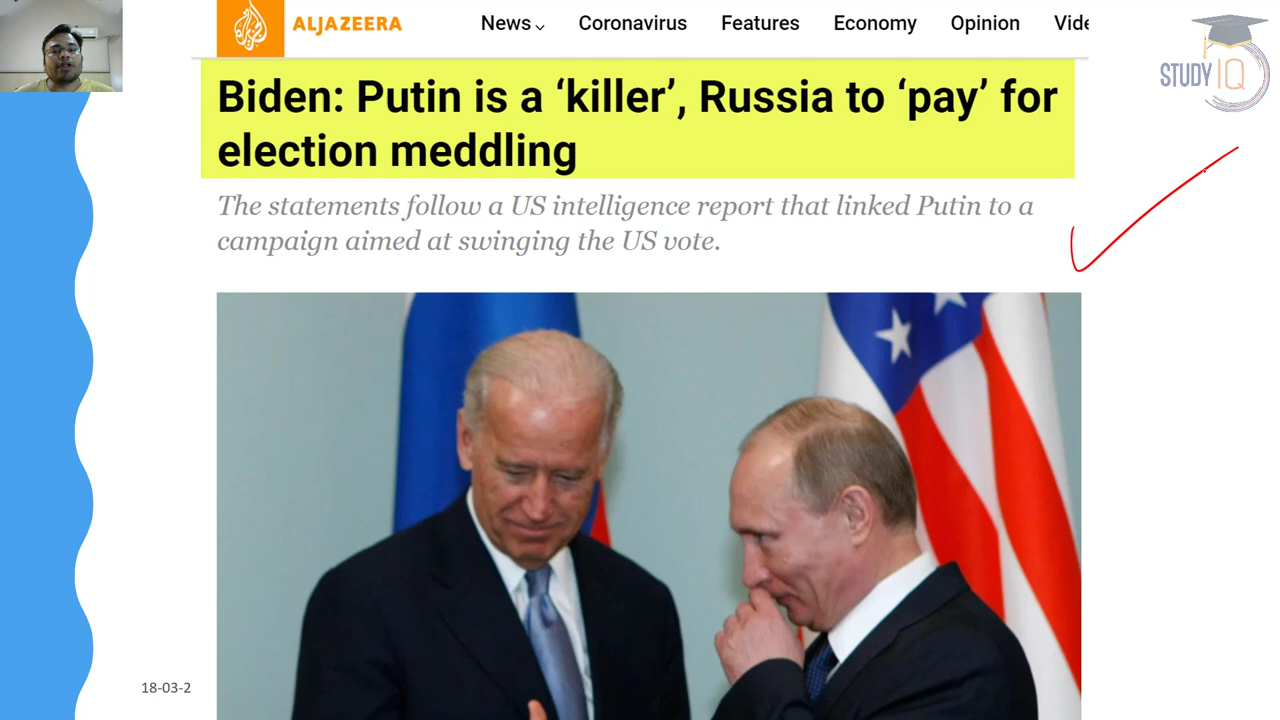 ALJAZEERA
News
Coronavirus
Features
Economy
Opinion
STUDY IQ
Biden: Putin is a ‘killer’, Russia to ‘pay’ for
election meddling
The statements follow a US intelligence report that linked Putin to a
campaign aimed at swinging the US vote.
18-03-2